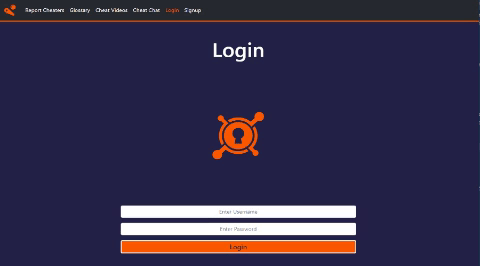 Report Cheaters Glossary Cheat Videos Cheat Chat Login Signup
Login
Enter Username
Enter Password
Login